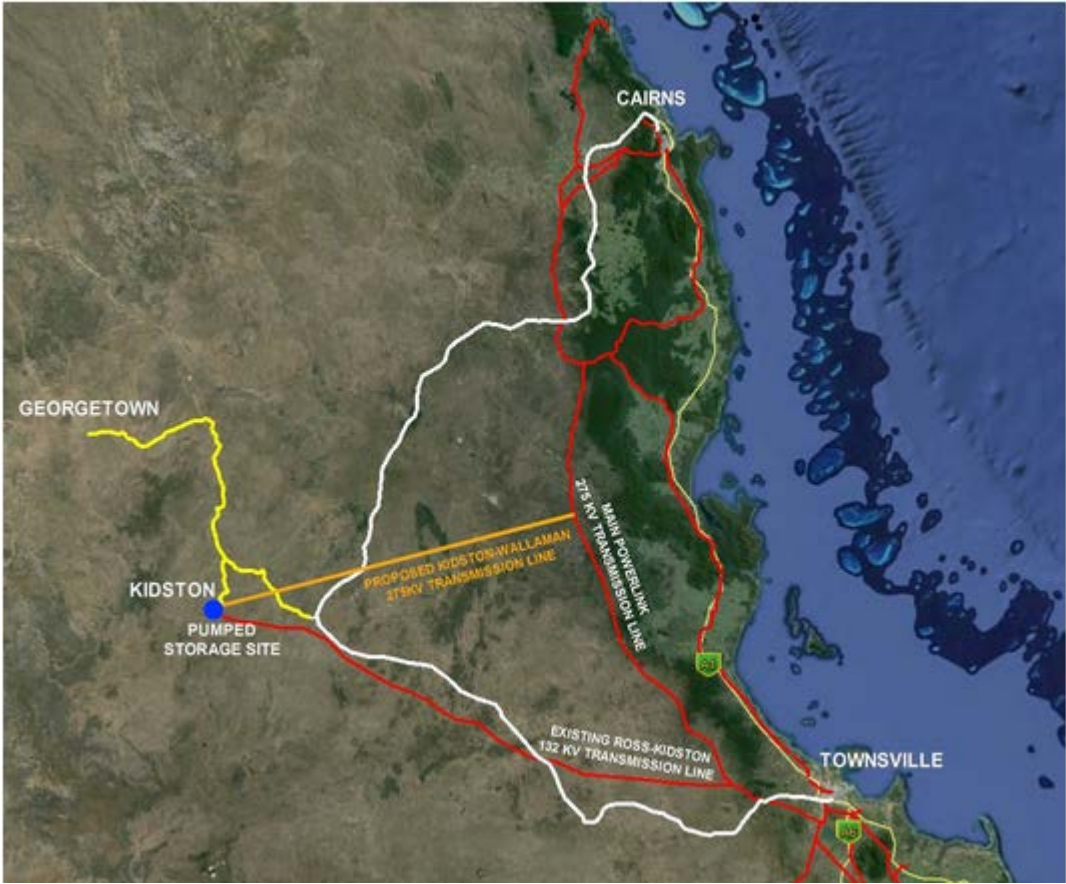 CAIRNS
GEORGETOWN
MAIN POWERLINK
275 KV TRANSMISSION LINE
PROPOSED KIDSTON-WALLAMAN
275KV TRANSMISSION LINE
KIDSTON
PUMPED
STORAGE SITE
A1
EXISTING ROSS-KIDSTON
132 KV TRANSMISSION LINE
TOWNSVILLE